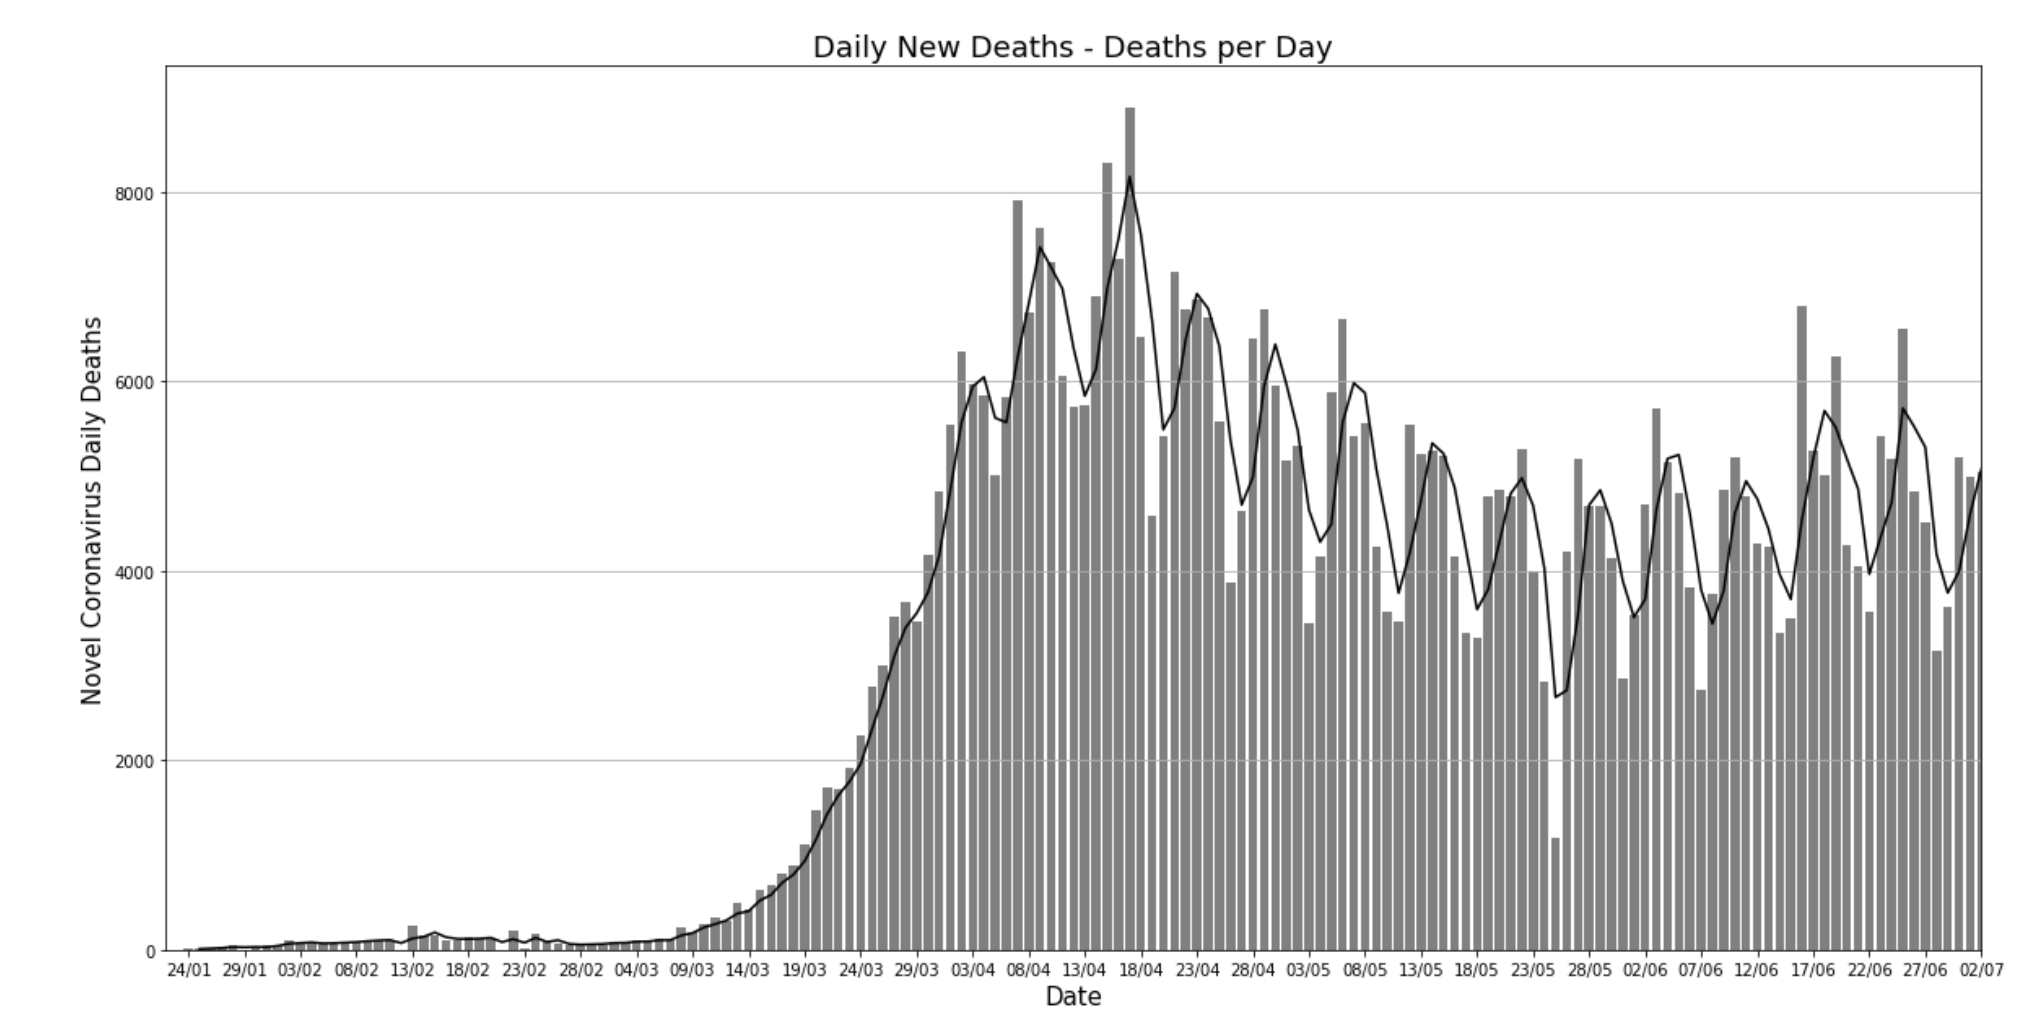 Daily New Deaths - Deaths per Day
Novel Coronavirus Daily Deaths
8000
6000
4000
2000
0
24/01 29/01 03/02 08/02 13/02 18/02 23/02 28/02 04/03 09/03 14/03 19/03 24/03 29/03 03/04 08/04 13/04 18/04 23/04 28/04 03/05 08/05 13/05 18/05 23/05 28/05 02/06 07/06 12/06 17/06 22/06 27/06 02/07
Date